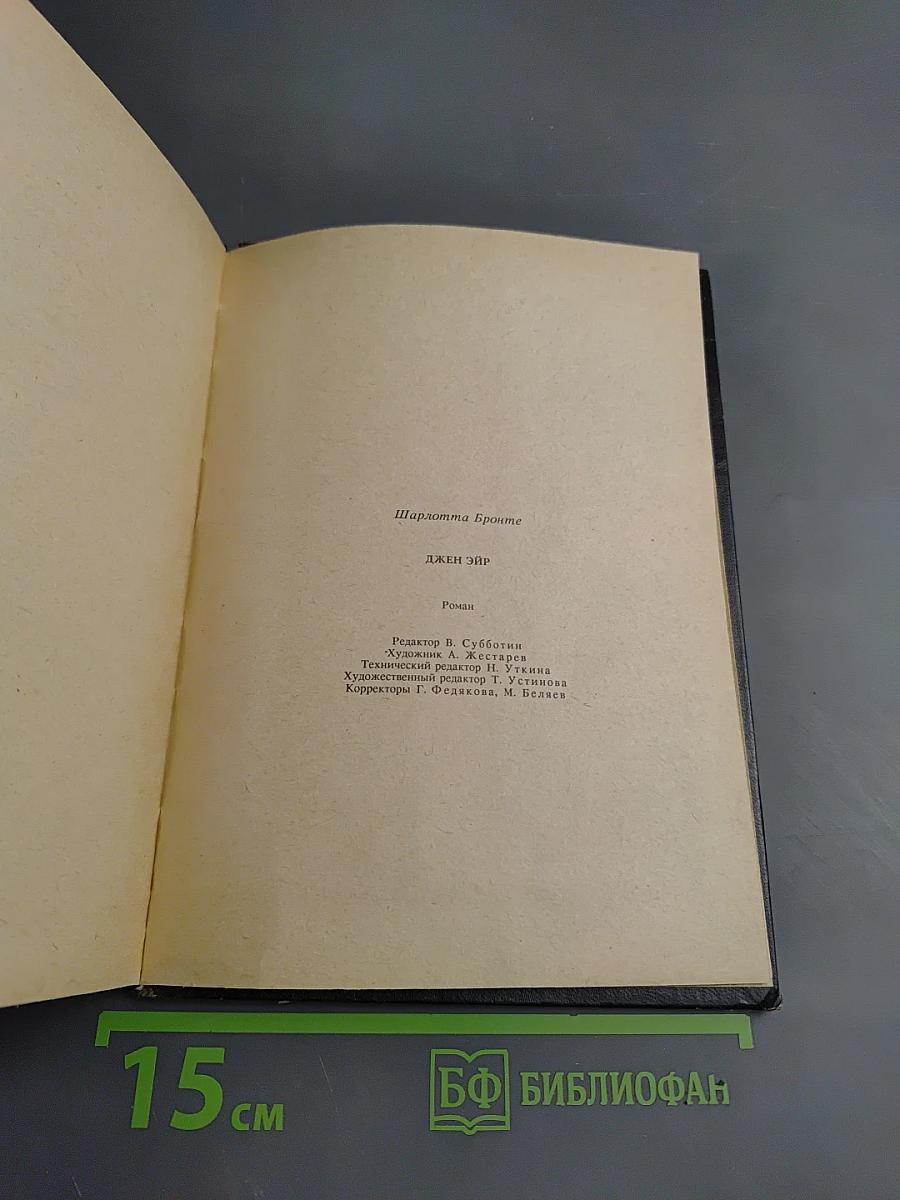 Шарлотта Бронте
ДЖЕН ЭЙР
Роман
Редактор В. Субботин
Художник А. Жестарев
Технический редактор Н. Уткина
Художественный редактор Т. Устинова
Корректоры Г. Федякова, М. Беляев
15 см
БФ БИБЛИОФАН